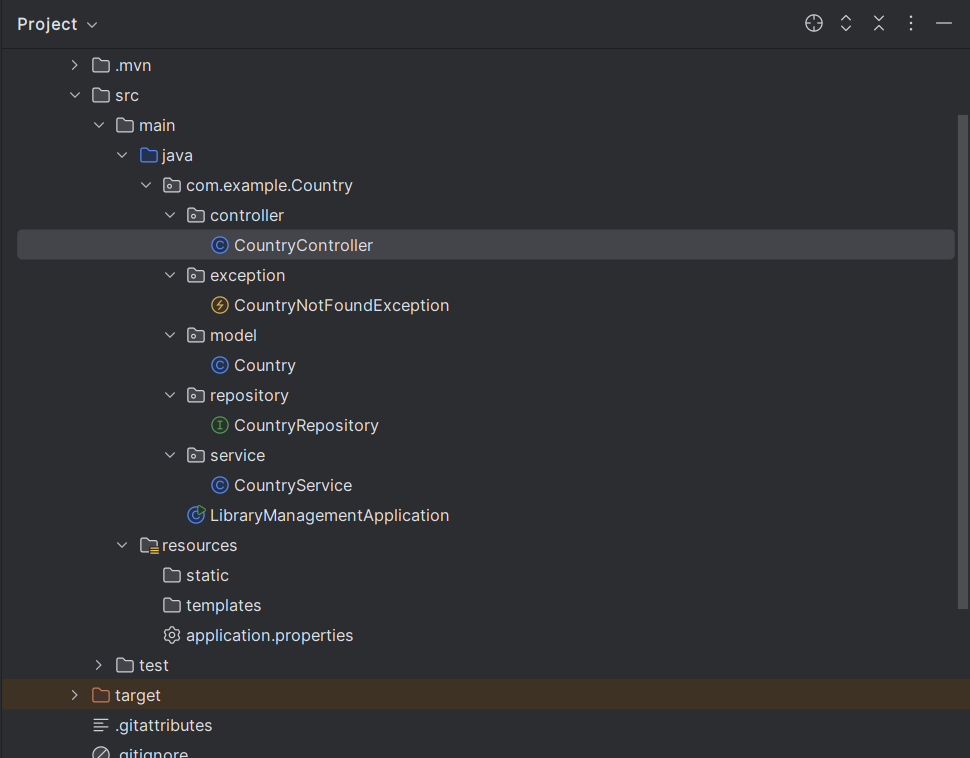 Project
.mvn
src
main
java
com.example.Country
controller
CountryController
exception
CountryNotFoundException
model
Country
repository
CountryRepository
service
CountryService
LibraryManagementApplication
resources
static
templates
application.properties
test
target
.gitattributes
.gitignore